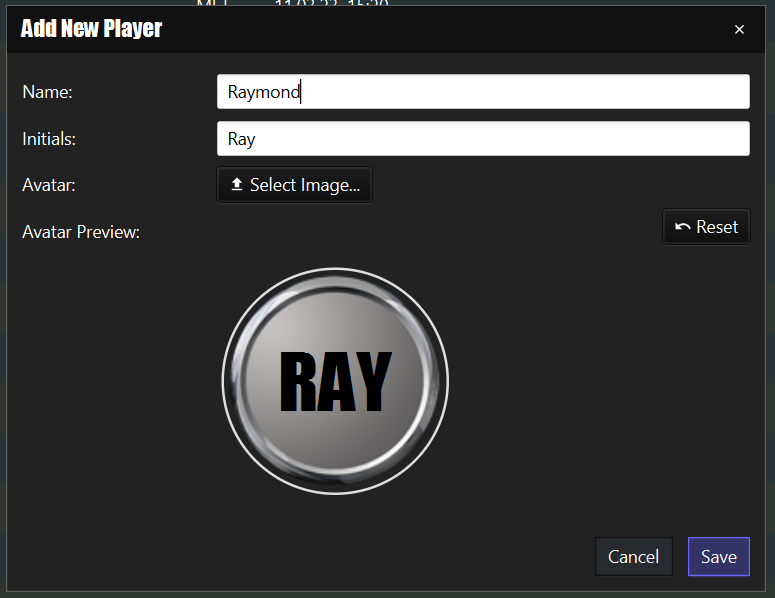 Add New Player
Name:
Raymond
Initials:
Ray
Avatar:
Select Image...
Avatar Preview:
Reset
RAY
Cancel
Save